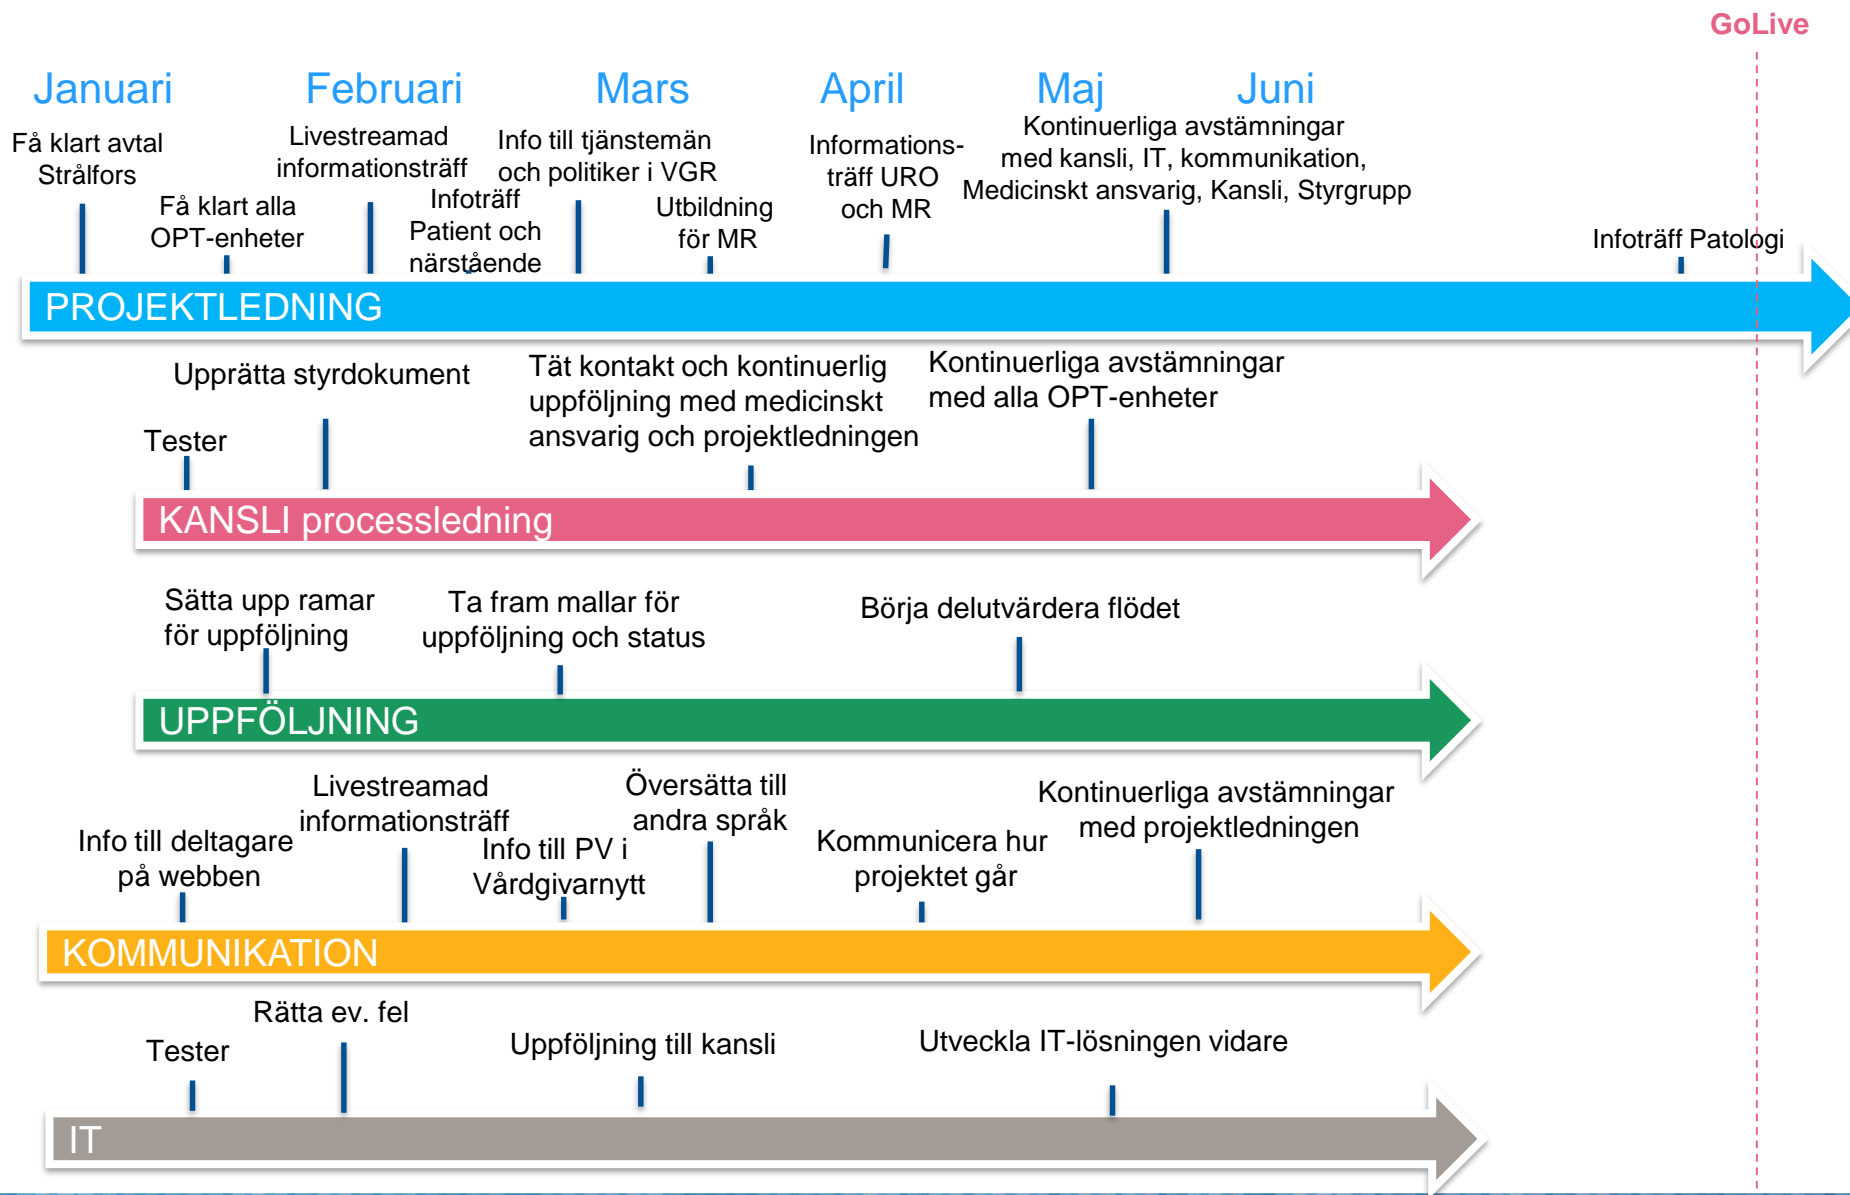 GoLive
Januari
Februari
Mars
April
Maj
Juni
Få klart avtal
Strålfors
Få klart alla
OPT-enheter
Livestreamad
informationsträff
Infoträff
Patient och
närstående
Info till tjänstemän
och politiker i VGR
Utbildning
för MR
Informations-
träff URO
och MR
Kontinuerliga avstämningar
med kansli, IT, kommunikation,
Medicinskt ansvarig, Kansli, Styrgrupp
Infoträff Patologi
PROJEKTLEDNING
Tester
Upprätta styrdokument
Tät kontakt och kontinuerlig
uppföljning med medicinskt
ansvarig och projektledningen
Kontinuerliga avstämningar
med alla OPT-enheter
KANSLI processledning
Sätta upp ramar
för uppföljning
Ta fram mallar för
uppföljning och status
Börja delutvärdera flödet
UPPFÖLJNING
Info till deltagare
på webben
Livestreamad
informationsträff
Info till PV i
Vårdgivarnytt
Översätta till
andra språk
Kommunicera hur
projektet går
Kontinuerliga avstämningar
med projektledningen
KOMMUNIKATION
Tester
Rätta ev. fel
Uppföljning till kansli
Utveckla IT-lösningen vidare
IT